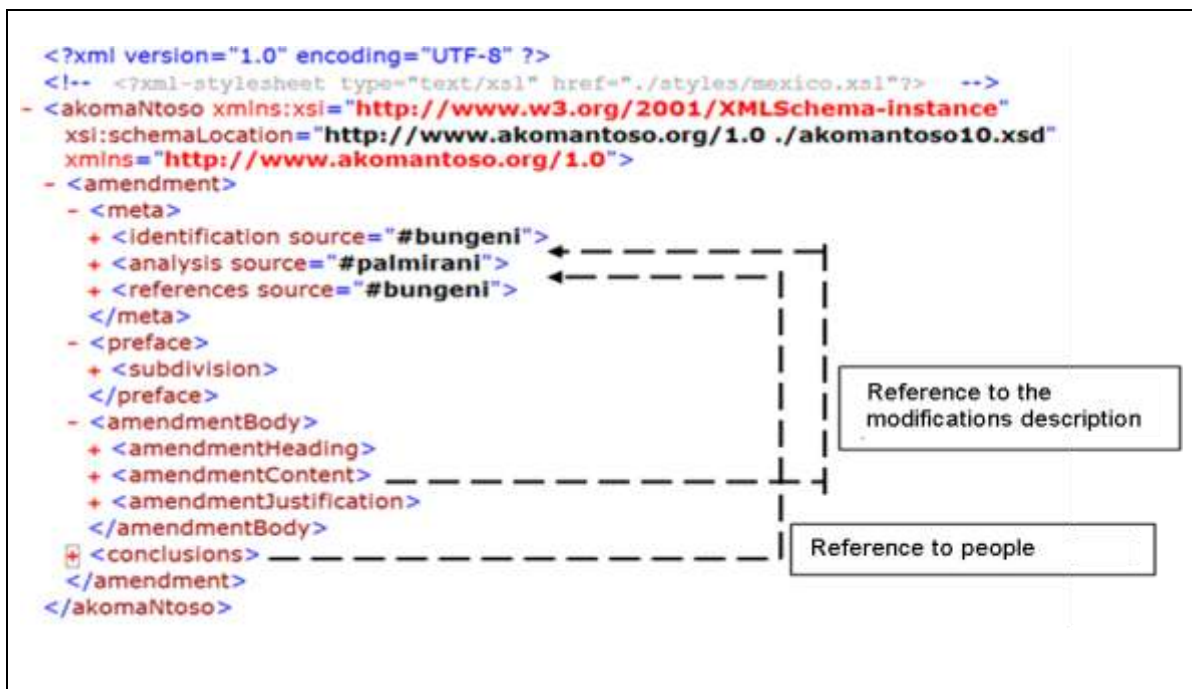 <?xml version="1.0" encoding="UTF-8" ?>
<!-- <?xml-stylesheet type="text/xsl" href="./styles/mexico.xsl"?> -->
- <akomaNtoso xmlns:xsi="http://www.w3.org/2001/XMLSchema-instance"
xsi:schemaLocation="http://www.akomantoso.org/1.0 ./akomantoso10.xsd"
xmlns="http://www.akomantoso.org/1.0">
- <amendment>
- <meta>
+ <identification source="#bungeni">
+ <analysis source="#palmirani">
+ <references source="#bungeni">
</meta>
- <preface>
+ <subdivision>
</preface>
- <amendmentBody>
+ <amendmentHeading>
+ <amendmentContent>
+ <amendmentJustification>
</amendmentBody>
+ <conclusions>
</amendment>
</akomaNtoso>
Reference to the
modifications description
.
Reference to people